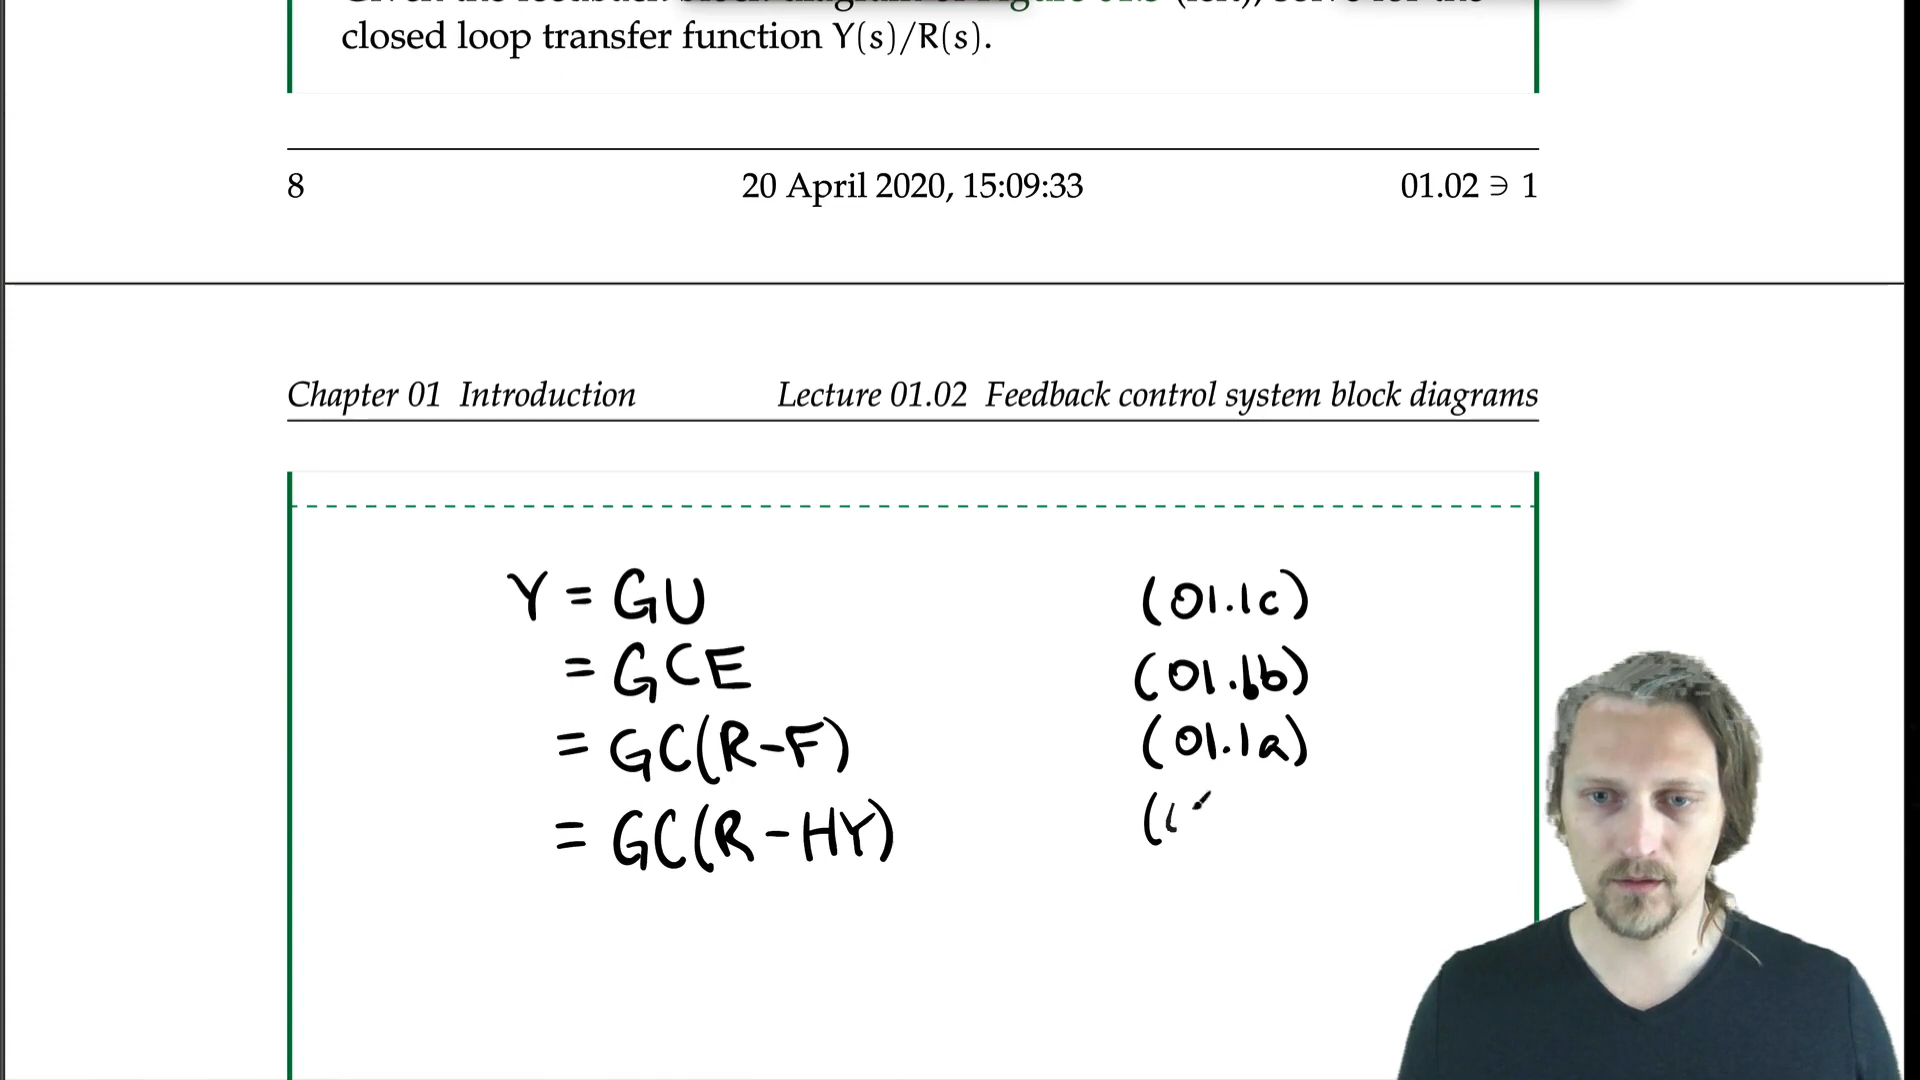 closed loop transfer function Y(s)/R(s).
8 20 April 2020, 15:09:33 01.02 ∋ 1
Chapter 01 Introduction Lecture 01.02 Feedback control system block diagrams
Y = GU (01.1c)
= GCE (01.1b)
= GC(R-F) (01.1a)
= GC(R-HY) (